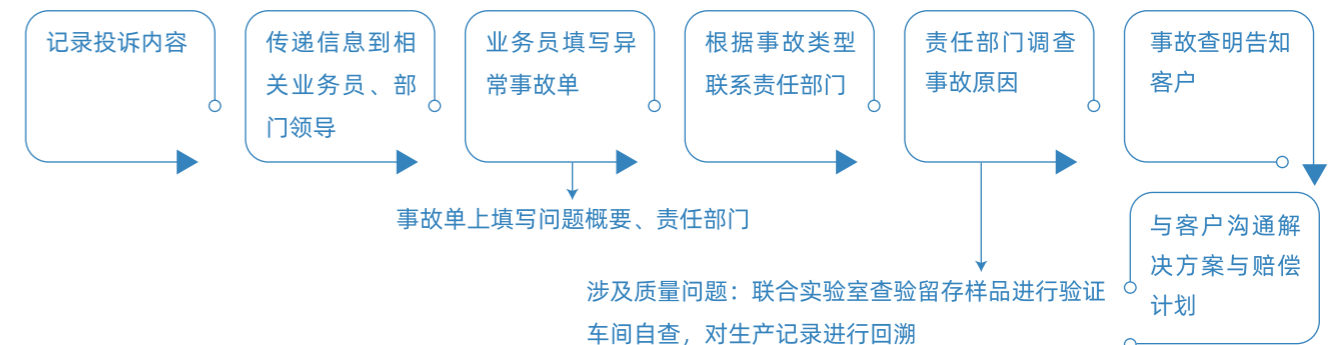 记录投诉内容
传递信息到相
关业务员、部
门领导
业务员填写异
常事故单
根据事故类型
联系责任部门
责任部门调查
事故原因
事故查明告知
客户
事故单上填写问题概要、责任部门
与客户沟通解
决方案与赔偿
计划
涉及质量问题：联合实验室查验留存样品进行验证
车间自查，对生产记录进行回溯